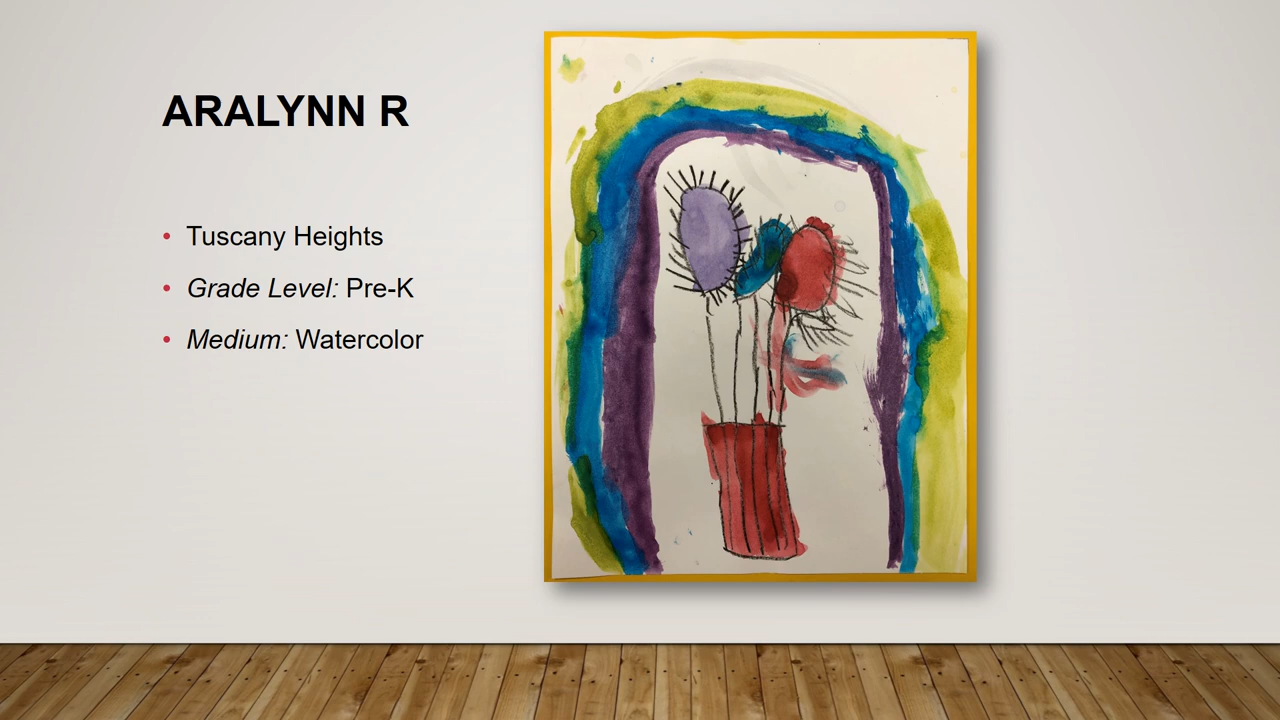 ARALYNN R
Tuscany Heights
Grade Level: Pre-K
Medium: Watercolor